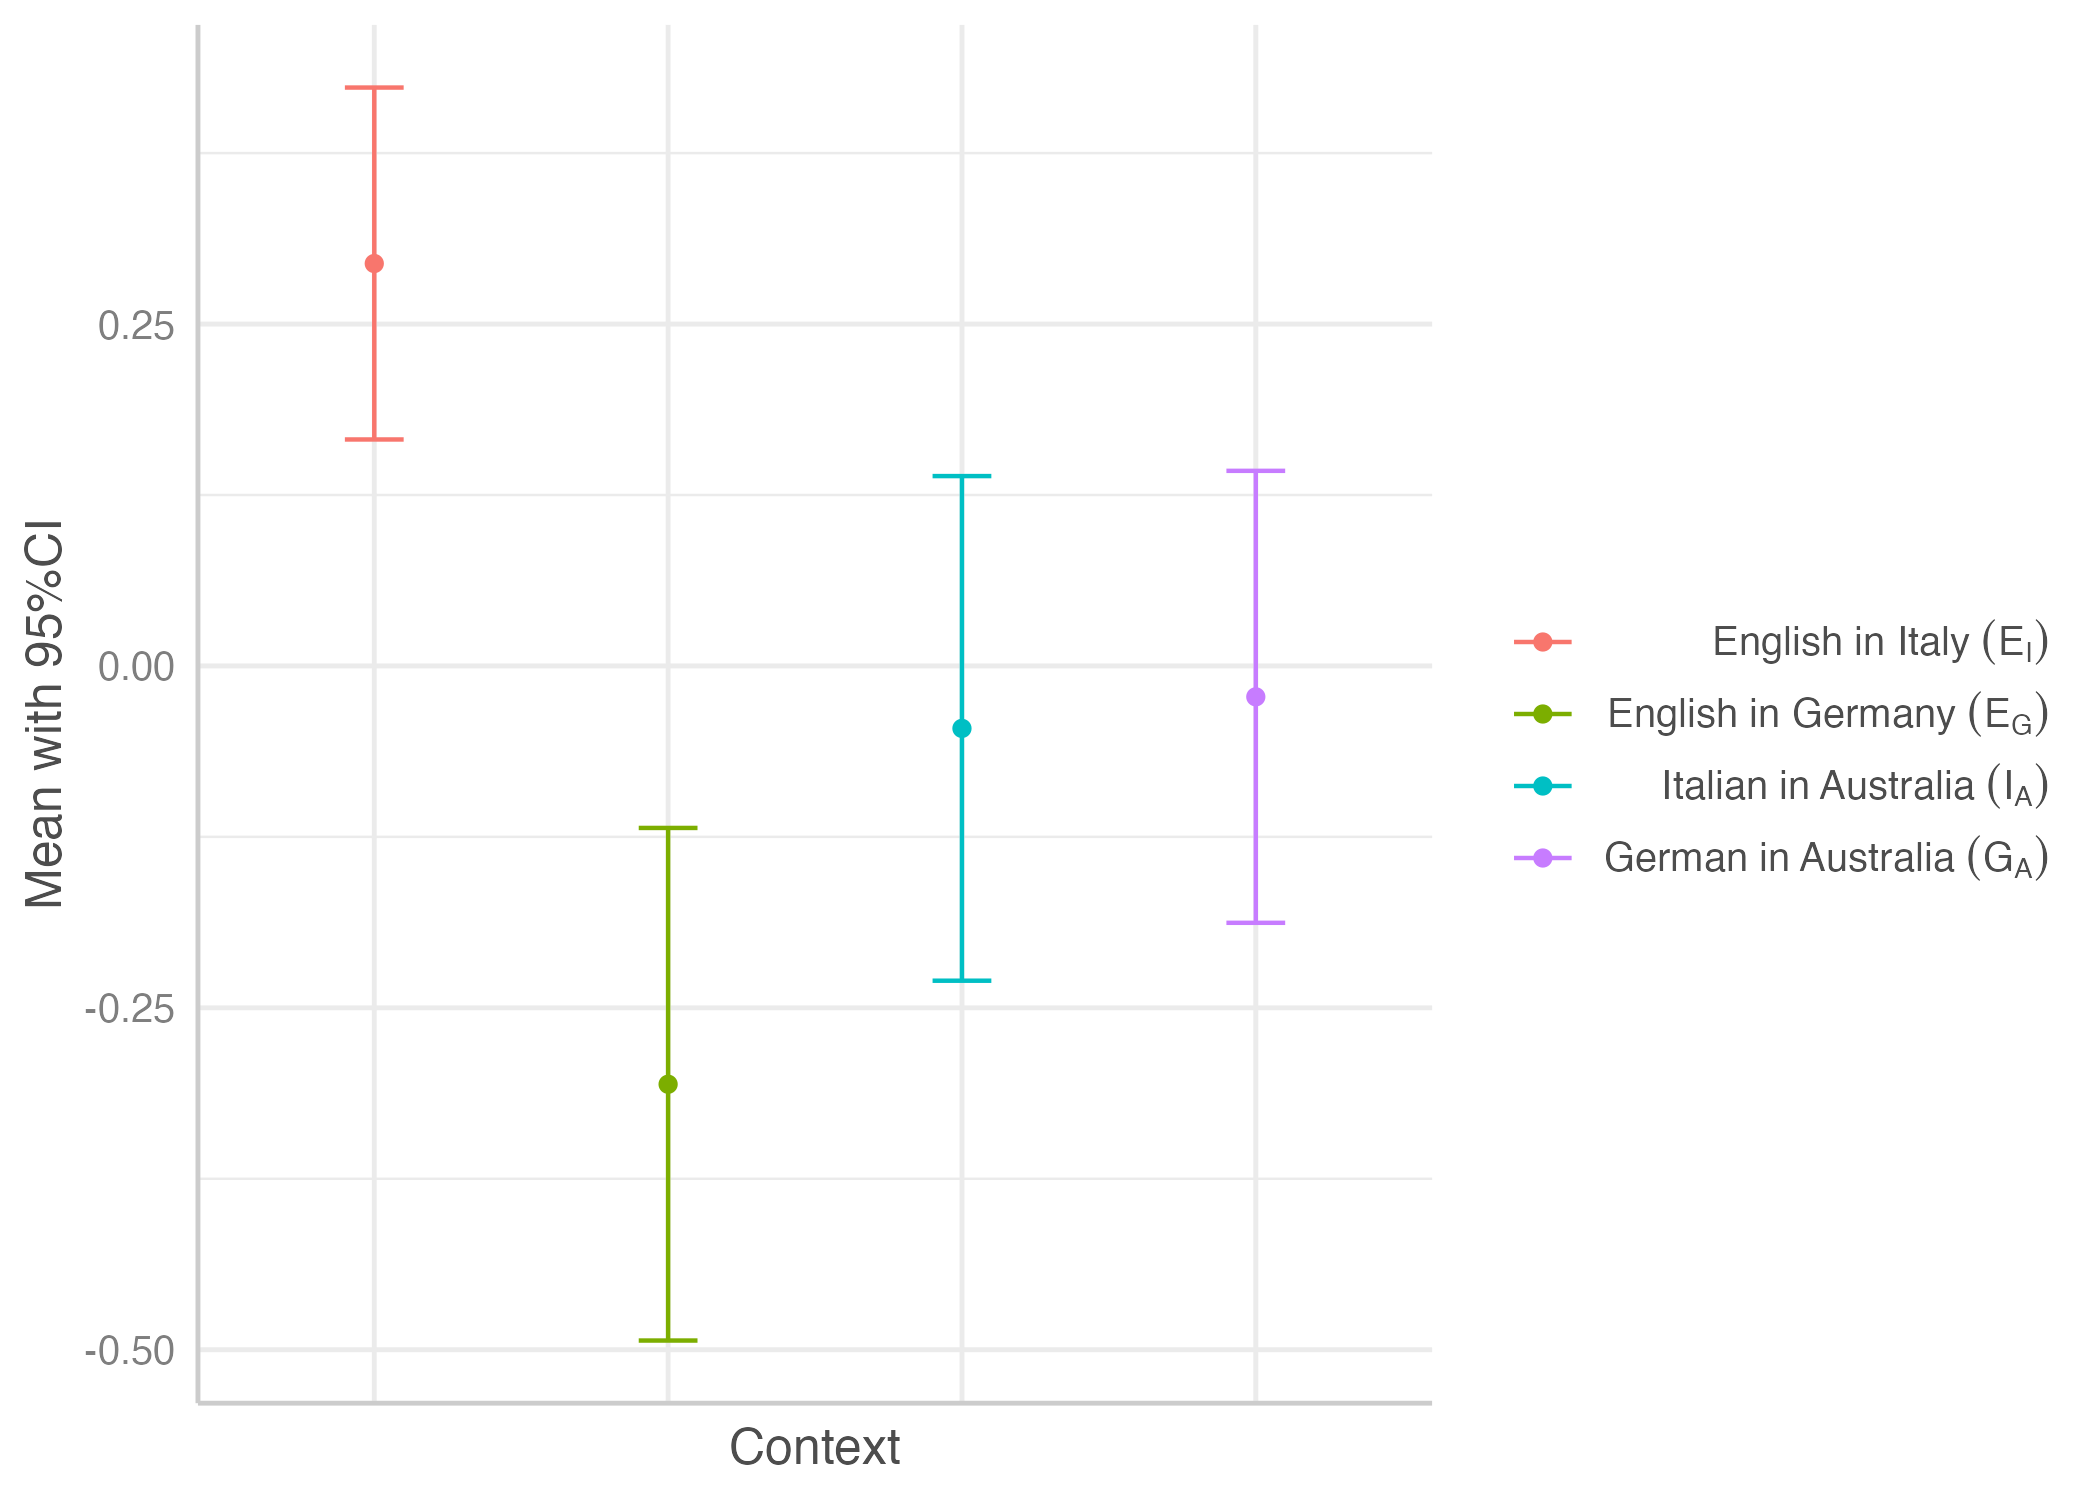 Mean with 95%CI
0.25
0.00
-0.25
-0.50
Context
English in Italy (E_I)
English in Germany (E_G)
Italian in Australia (I_A)
German in Australia (G_A)